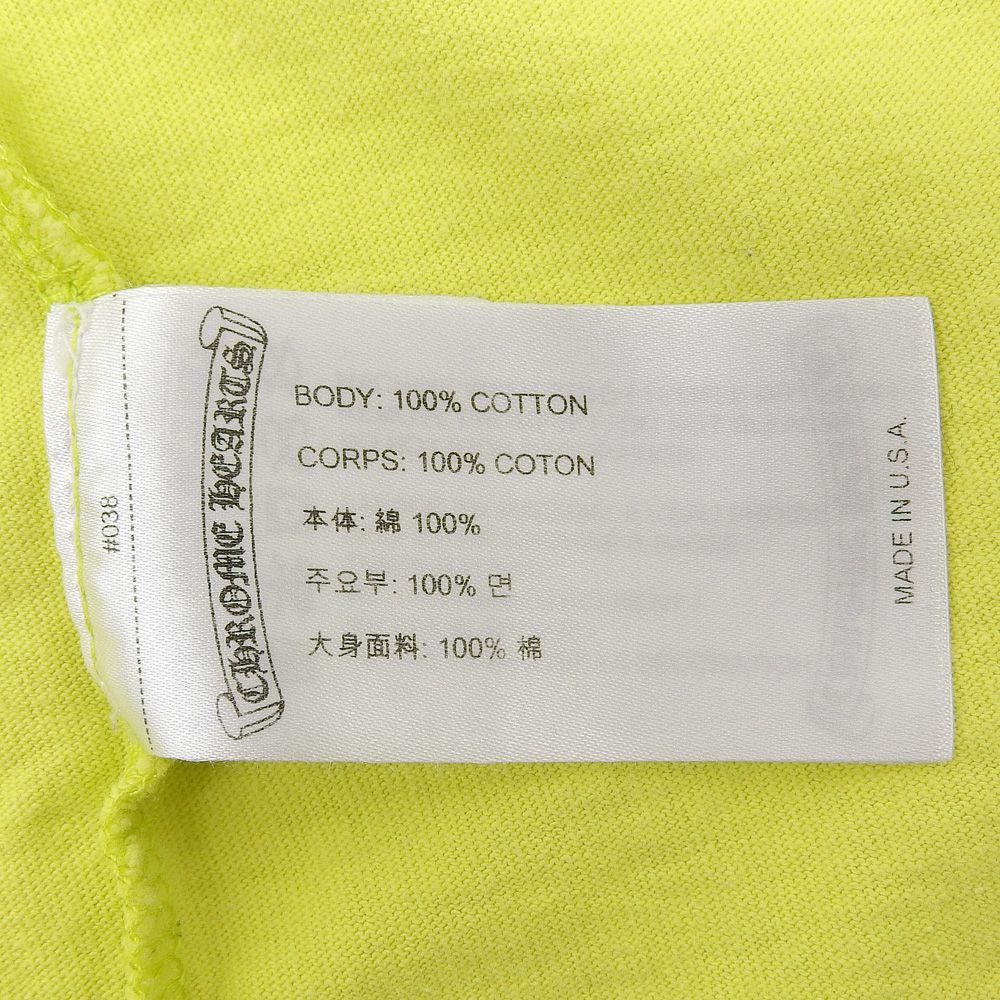 #038
CHROME HEARTS
BODY: 100% COTTON
CORPS: 100% COTON
本体: 綿 100%
주요부: 100% 면
大身面料: 100% 棉
MADE IN U.S.A.